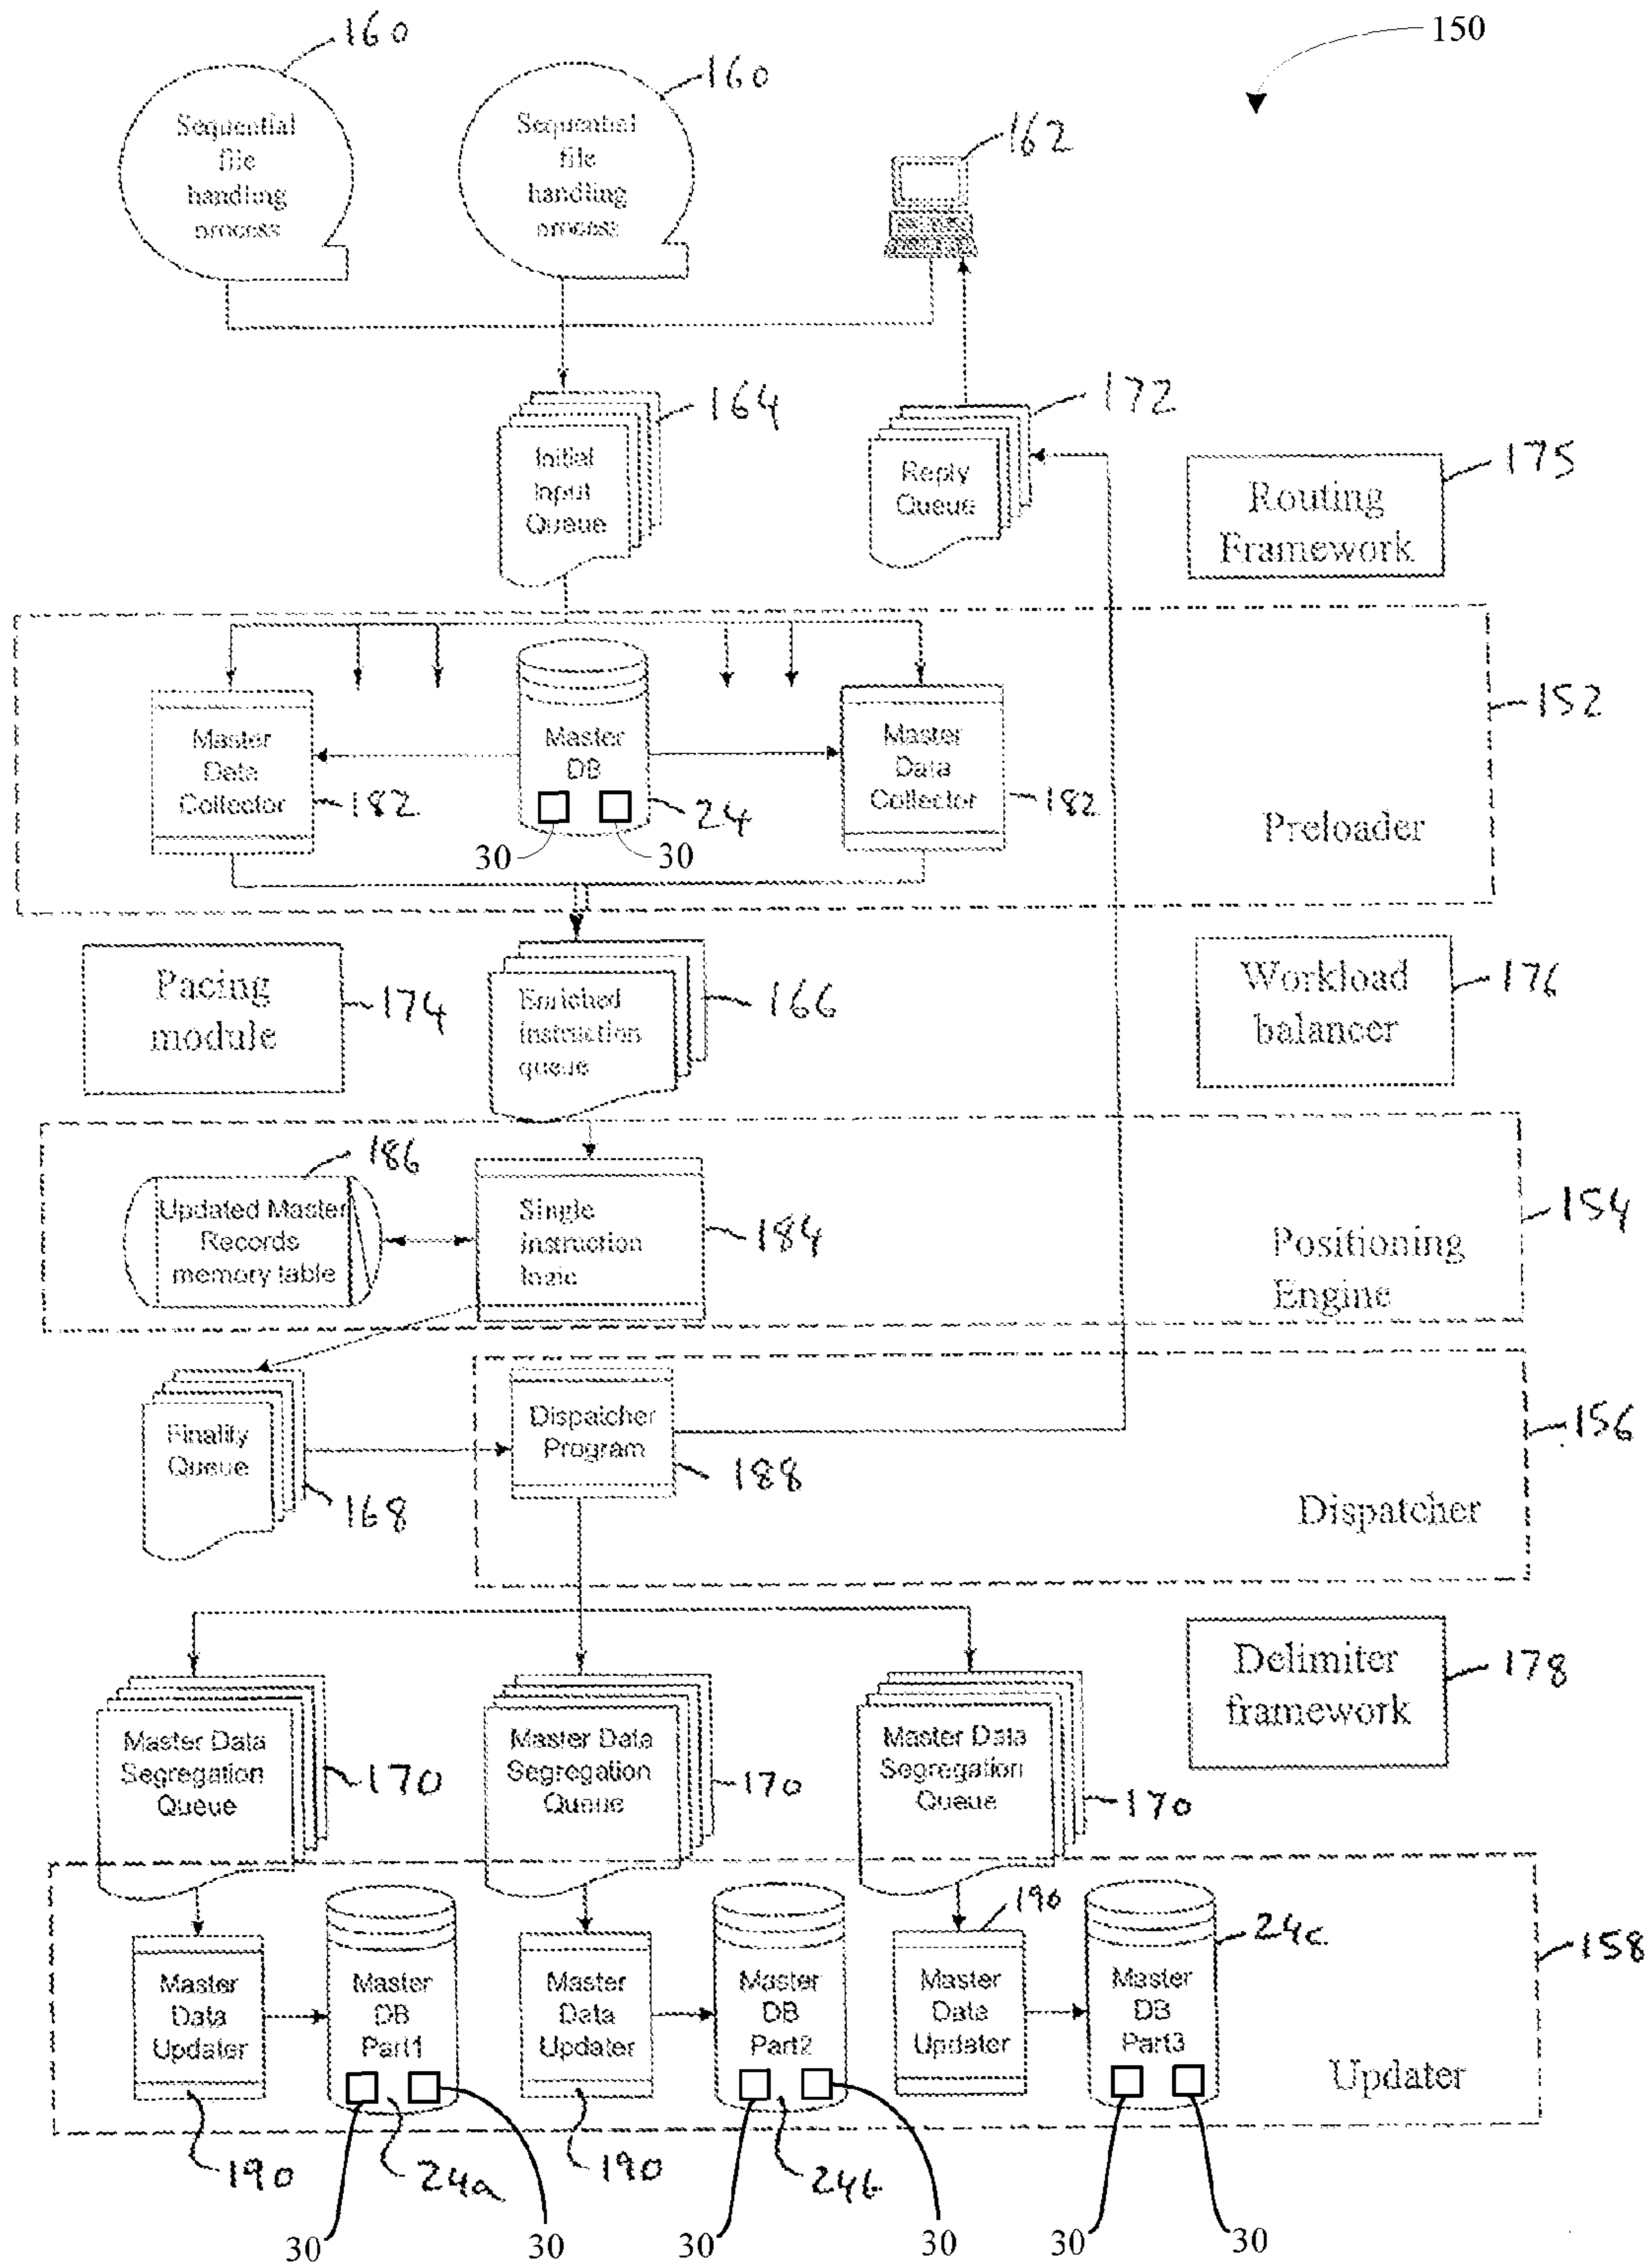 160
160
150
Sequential
file
handling
process
Sequential
file
handling
process
162
164
172
175
Initial
Input
Queue
Reply
Queue
Routing
Framework
152
Master
Data
Collector
182
Master
DB
24
30
30
Master
Data
Collector
182
Preloader
Pacing
module
174
Enriched
instruction
queue
166
Workload
balancer
176
186
Updated Master
Records
memory table
Single
instruction
logic
184
154
Positioning
Engine
Finality
Queue
168
Dispatcher
Program
188
156
Dispatcher
Delimiter
framework
178
Master Data
Segregation
Queue
170
Master Data
Segregation
Queue
170
Master Data
Segregation
Queue
170
190
24c
158
Master
Data
Updater
Master
DB
Part1
Master
Data
Updater
Master
DB
Part2
Master
Data
Updater
Master
DB
Part3
Updater
190
24a
190
24b
30
30
30
30
30
30